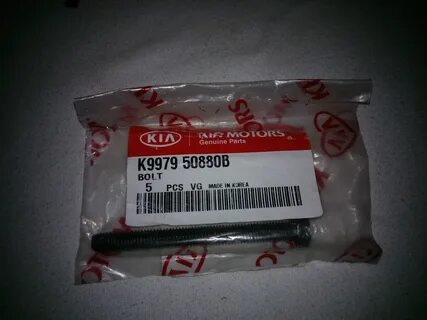 KIA KIA MOTORS
Genuine Parts
K9979 50880B
BOLT
5 PCS VG MADE IN KOREA